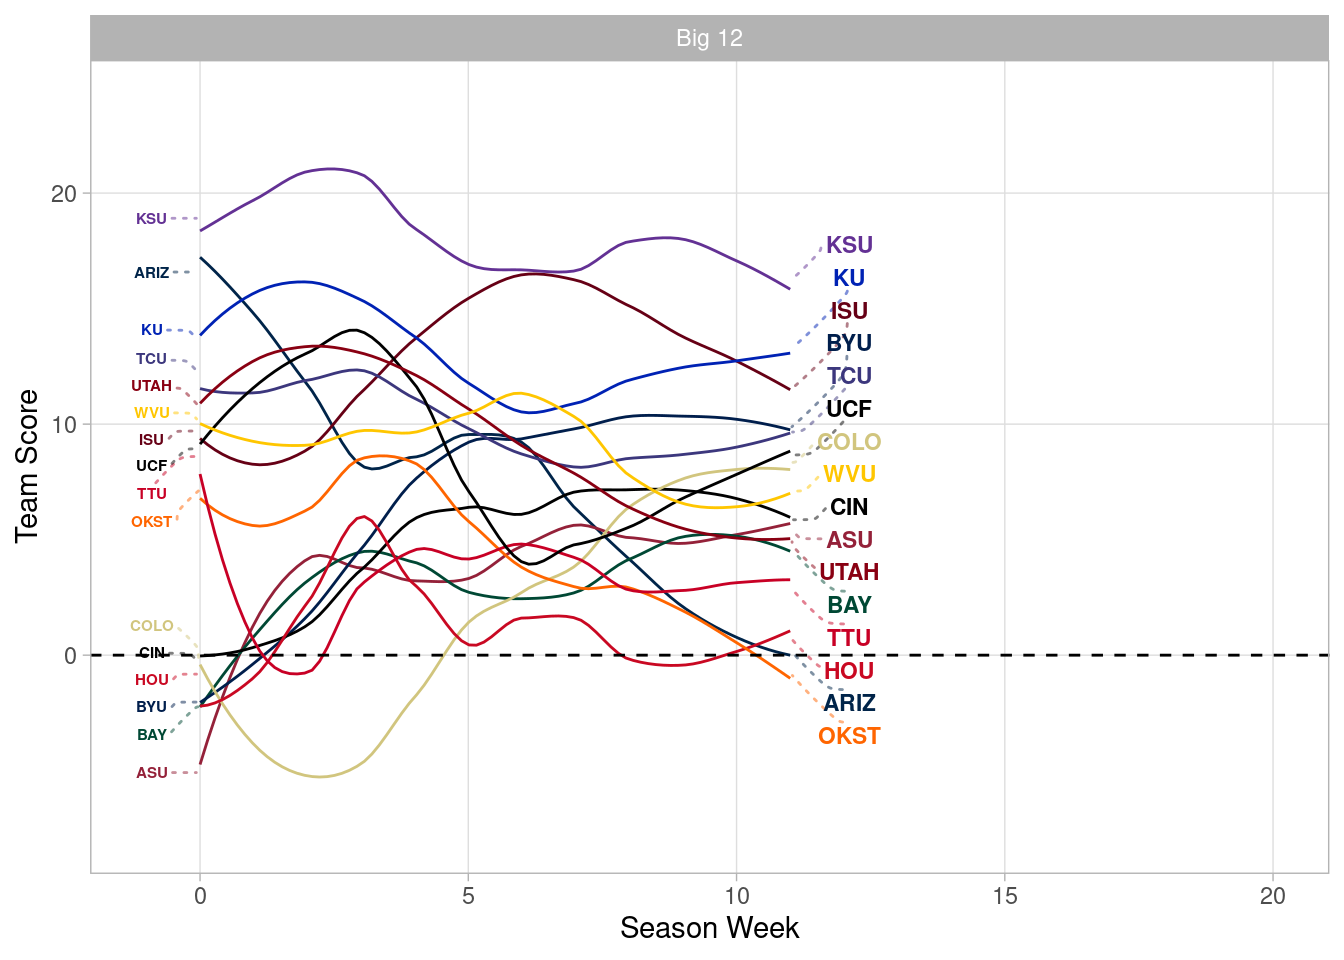 Big 12
Team Score
20
10
0
KSU
ARIZ
KU
TCU
UTAH
WVU
ISU
UCF
TTU
OKST
COLO
CIN
HOU
BYU
BAY
ASU
KSU
KU
ISU
BYU
TCU
UCF
COLO
WVU
CIN
ASU
UTAH
BAY
TTU
HOU
ARIZ
OKST
0 5 10 15 20
Season Week